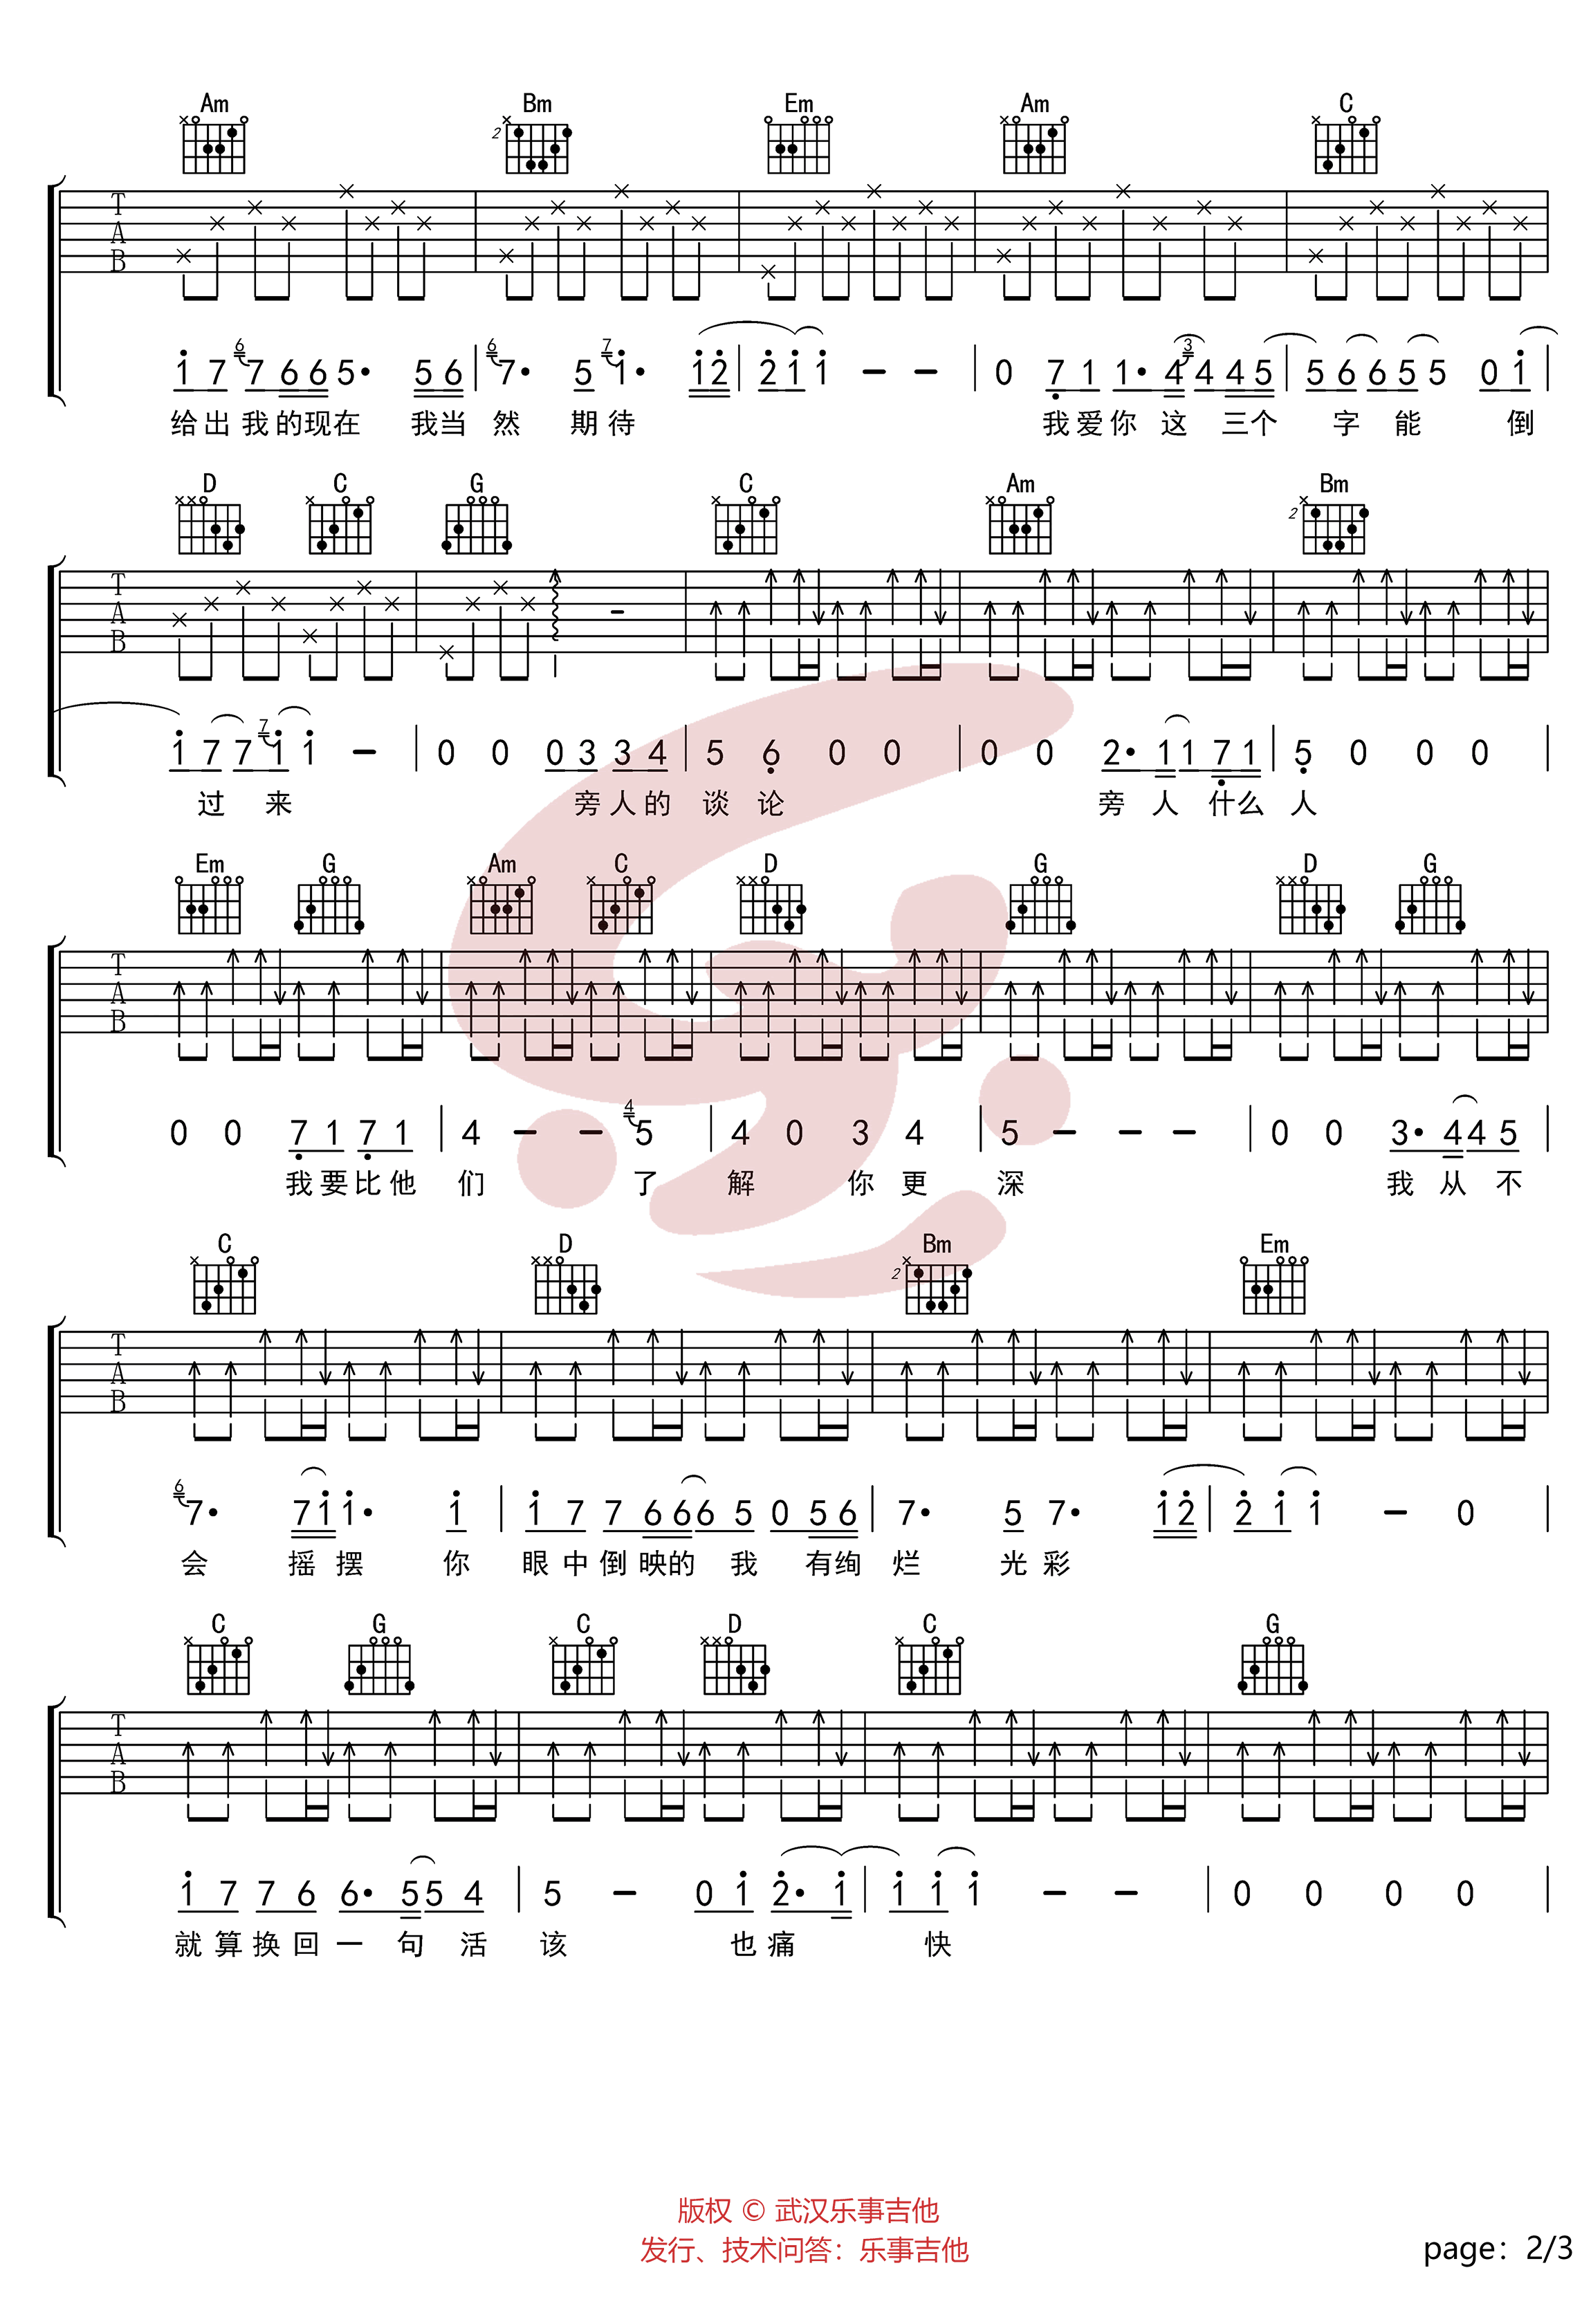 Am Bm Em Am C
2
T
A
B
6 6 7 3
1 7 7 6 6 5· 5 6 | 7· 5 1· 1 2 | 2 1 1 – – | 0 7 1 1· 4 4 4 5 | 5 6 6 5 5 0 1 |
给出我的现在 我当然 期待 我爱你这 三个 字 能 倒
D C G C Am Bm
2
T
A
B
7
1 7 7 1 1 – | 0 0 0 3 3 4 | 5 6 0 0 | 0 0 2· 1 1 7 1 | 5 0 0 0 |
过 来 旁人的 谈论 旁 人 什么 人
Em G Am C D G D G
T
A
B
4
0 0 7 1 7 1 | 4 – – 5 | 4 0 3 4 | 5 – – – | 0 0 3· 4 4 5 |
我要比他 们 了 解 你 更 深 我 从 不
C D Bm Em
2
T
A
B
6
7· 7 1 1· 1 | 1 7 7 6 6 6 5 0 5 6 | 7· 5 7· 1 2 | 2 1 1 – 0 |
会 摇 摆 你 眼中倒映的 我 有绚 烂 光彩
C G C D C G
T
A
B
1 7 7 6 6· 5 5 4 | 5 – 0 1 2· 1 | 1 1 1 – – | 0 0 0 0 |
就算换回一 句 活 该 也痛 快
版权 © 武汉乐事吉他
发行、技术问答：乐事吉他
page：2/3